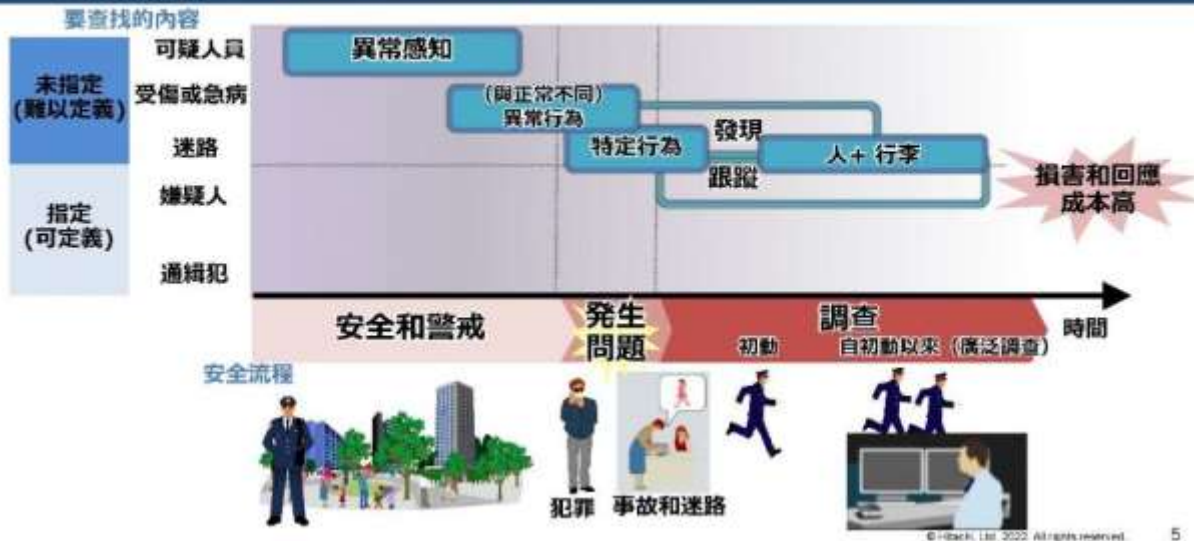 要查找的內容
未指定
(難以定義)
指定
(可定義)
可疑人員
受傷或急病
迷路
嫌疑人
通緝犯
異常感知
(與正常不同)
異常行為
特定行為
發現
跟蹤
人+ 行李
損害和回應
成本高
安全和警戒
発生
問題
調查
初動
自初動以來（廣泛調查）
時間
安全流程
犯罪
事故和迷路
© Hitachi, Ltd. 2022. All rights reserved.
5